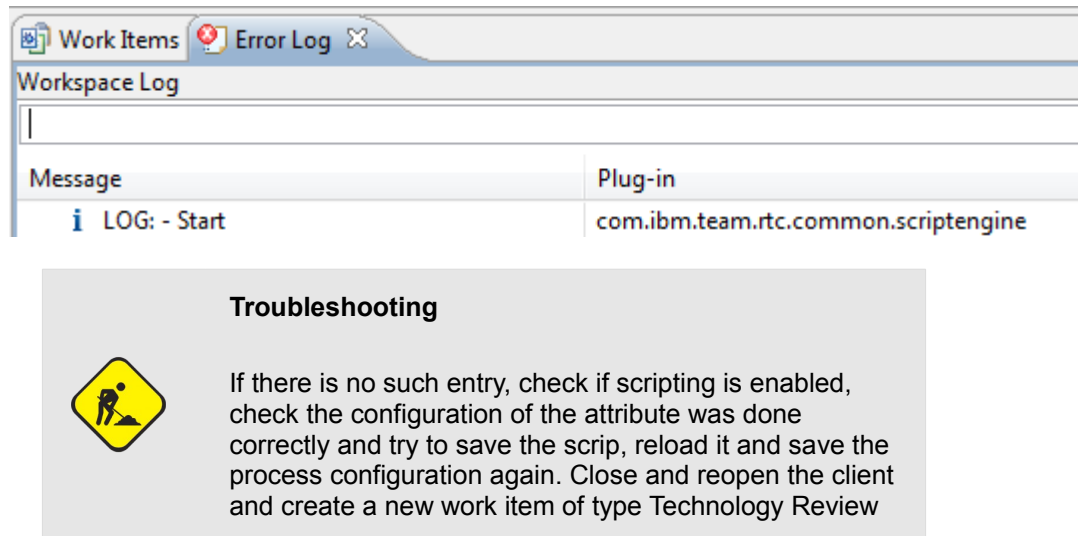 Work Items Error Log
Workspace Log
Message Plug-in
LOG: - Start com.ibm.team.rtc.common.scriptengine
Troubleshooting
If there is no such entry, check if scripting is enabled,
check the configuration of the attribute was done
correctly and try to save the scrip, reload it and save the
process configuration again. Close and reopen the client
and create a new work item of type Technology Review